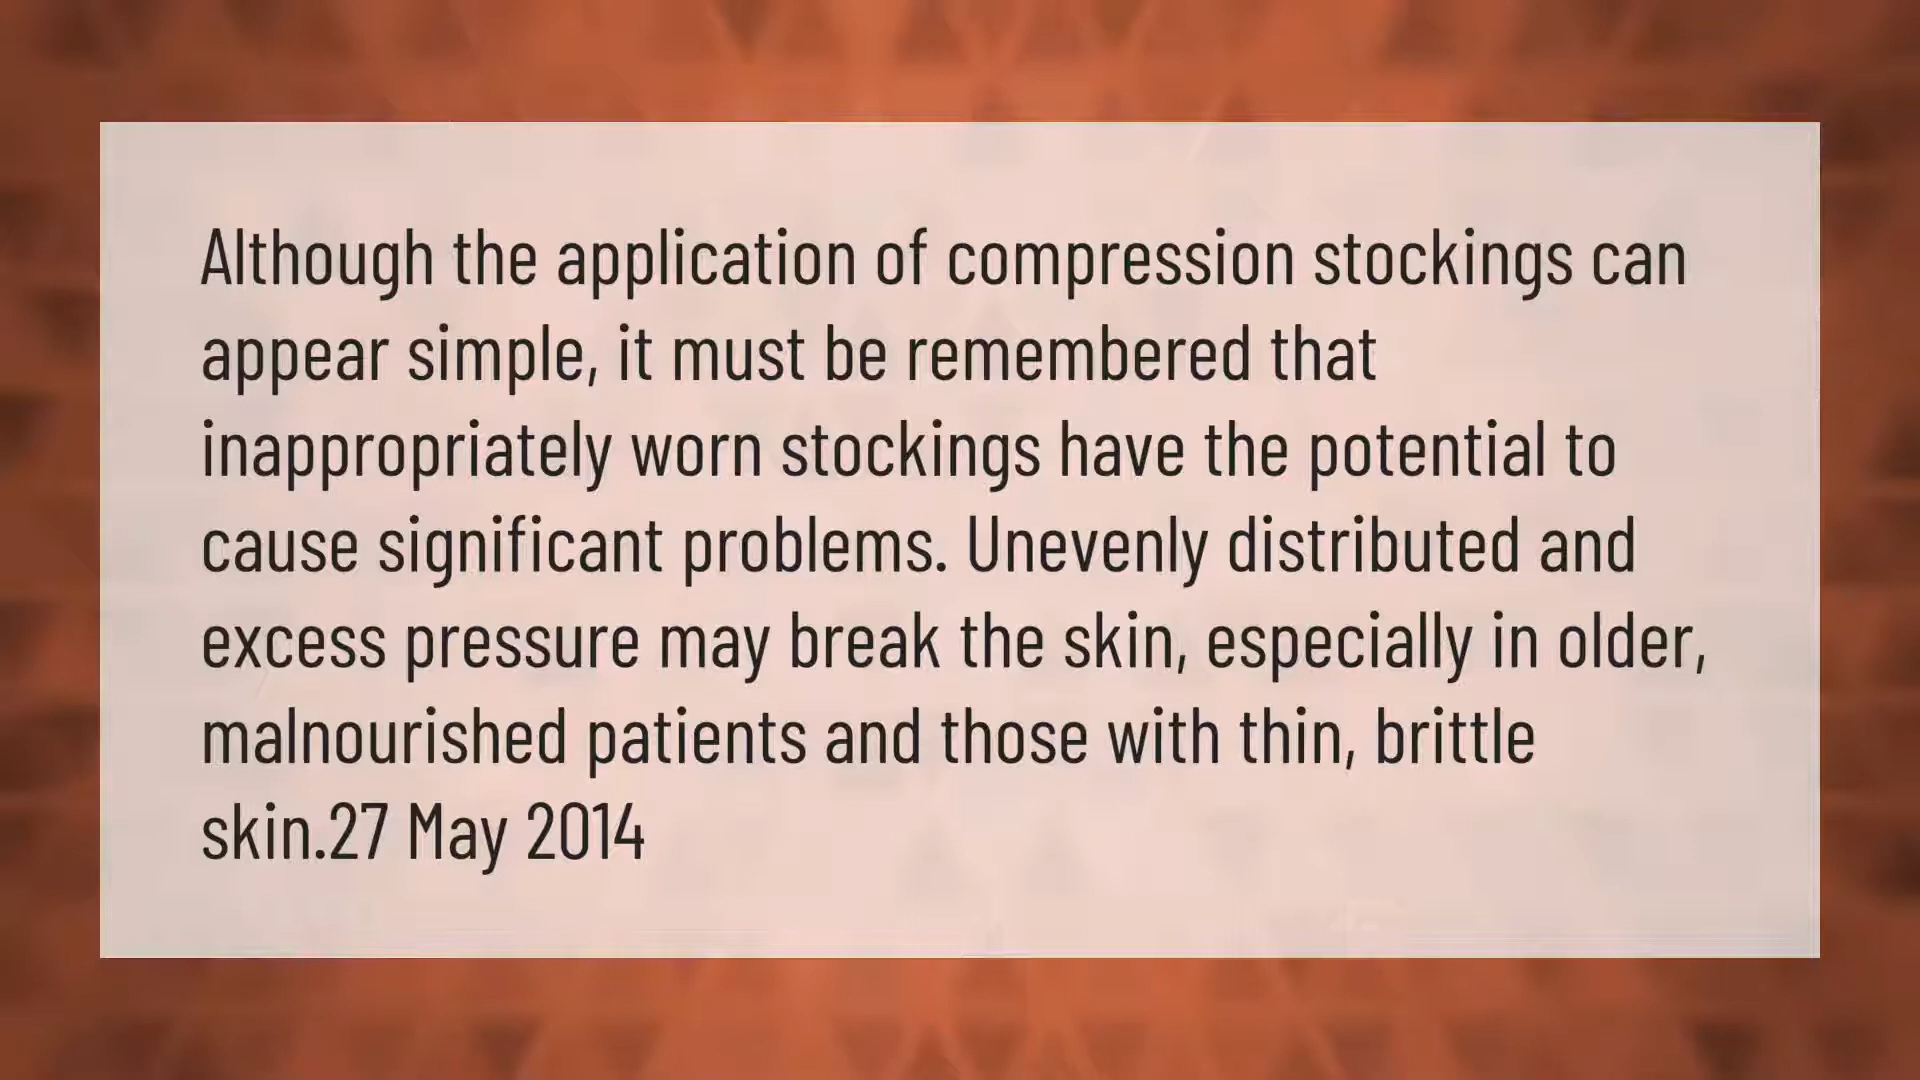 Although the application of compression stockings can
appear simple, it must be remembered that
inappropriately worn stockings have the potential to
cause significant problems. Unevenly distributed and
excess pressure may break the skin, especially in older,
malnourished patients and those with thin, brittle
skin.27 May 2014